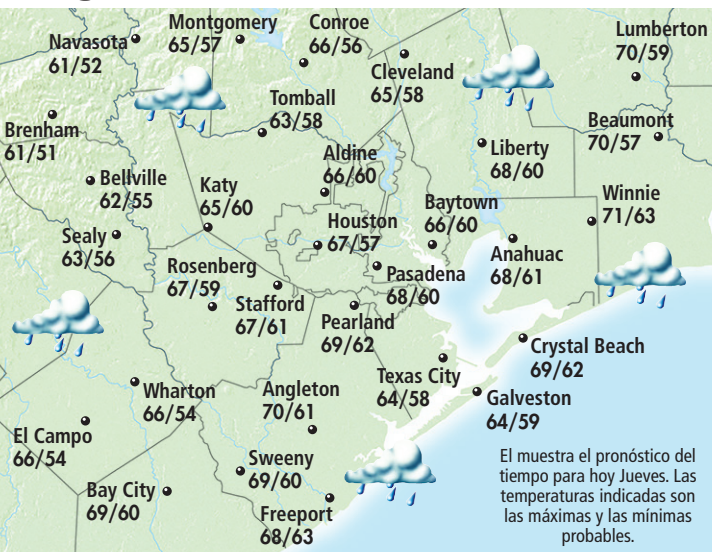 Montgomery
65/57
Conroe
66/56
Lumberton
70/59
Navasota
61/52
Cleveland
65/58
Tomball
63/58
Beaumont
70/57
Brenham
61/51
Liberty
68/60
Aldine
66/60
Bellville
62/55
Katy
65/60
Winnie
71/63
Baytown
66/60
Houston
67/57
Sealy
63/56
Anahuac
68/61
Rosenberg
67/59
Pasadena
68/60
Stafford
67/61
Pearland
69/62
Crystal Beach
69/62
Texas City
64/58
Wharton
66/54
Angleton
70/61
Galveston
64/59
El Campo
66/54
Sweeny
69/60
Bay City
69/60
Freeport
68/63
El muestra el pronóstico del
tiempo para hoy Jueves. Las
temperaturas indicadas son
las máximas y las mínimas
probables.